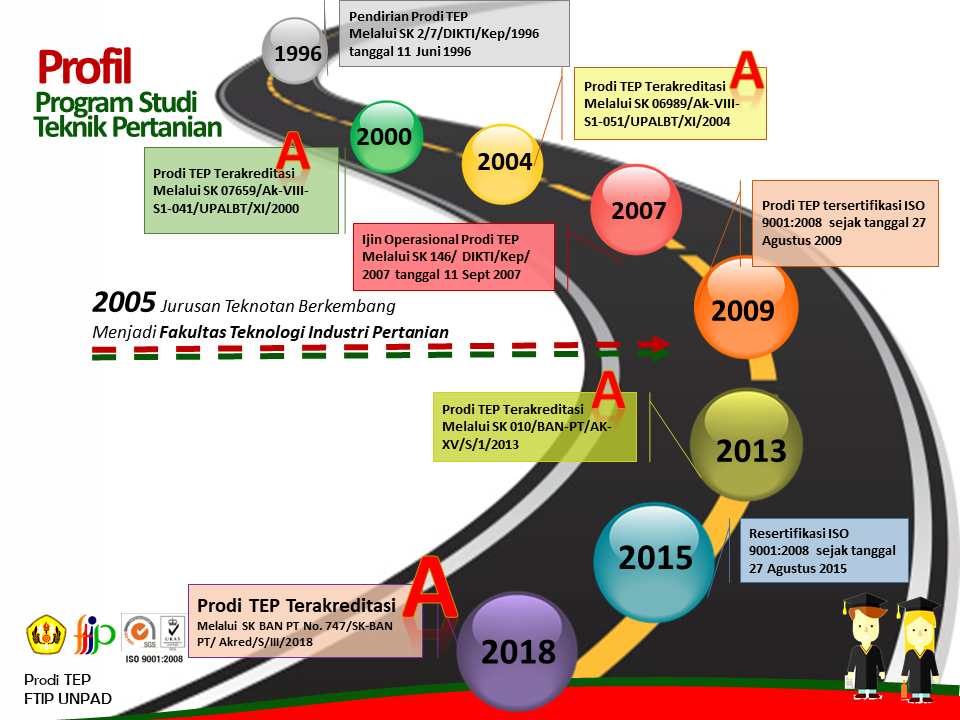 Profil
Program Studi
Teknik Pertanian
1996
Pendirian Prodi TEP
Melalui SK 2/7/DIKTI/Kep/1996
tanggal 11 Juni 1996
2000
A
Prodi TEP Terakreditasi
Melalui SK 07659/Ak-VIII-
S1-041/UPALBT/XI/2000
2004
A
Prodi TEP Terakreditasi
Melalui SK 06989/Ak-VIII-
S1-051/UPALBT/XI/2004
2007
Ijin Operasional Prodi TEP
Melalui SK 146/ DIKTI/Kep/
2007 tanggal 11 Sept 2007
2009
Prodi TEP tersertifikasi ISO
9001:2008 sejak tanggal 27
Agustus 2009
2005 Jurusan Teknotan Berkembang
Menjadi Fakultas Teknologi Industri Pertanian
2013
A
Prodi TEP Terakreditasi
Melalui SK 010/BAN-PT/AK-
XV/S/1/2013
2015
Resertifikasi ISO
9001:2008 sejak tanggal
27 Agustus 2015
2018
A
Prodi TEP Terakreditasi
Melalui SK BAN PT No. 747/SK-BAN
PT/ Akred/S/III/2018
ftip
SGS
UKAS
ISO 9001:2008
Prodi TEP
FTIP UNPAD